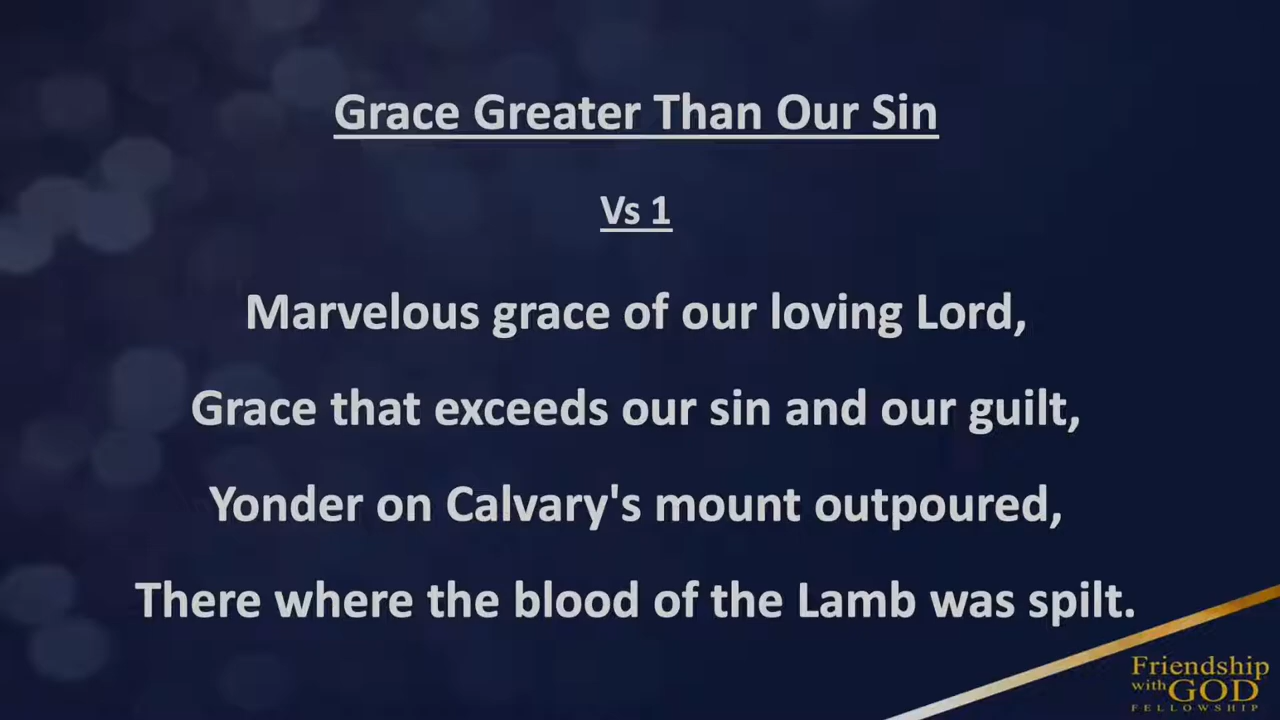 Grace Greater Than Our Sin
Vs 1
Marvelous grace of our loving Lord,
Grace that exceeds our sin and our guilt,
Yonder on Calvary's mount outpoured,
There where the blood of the Lamb was spilt.
Friendship
with GOD
FELLOWSHIP